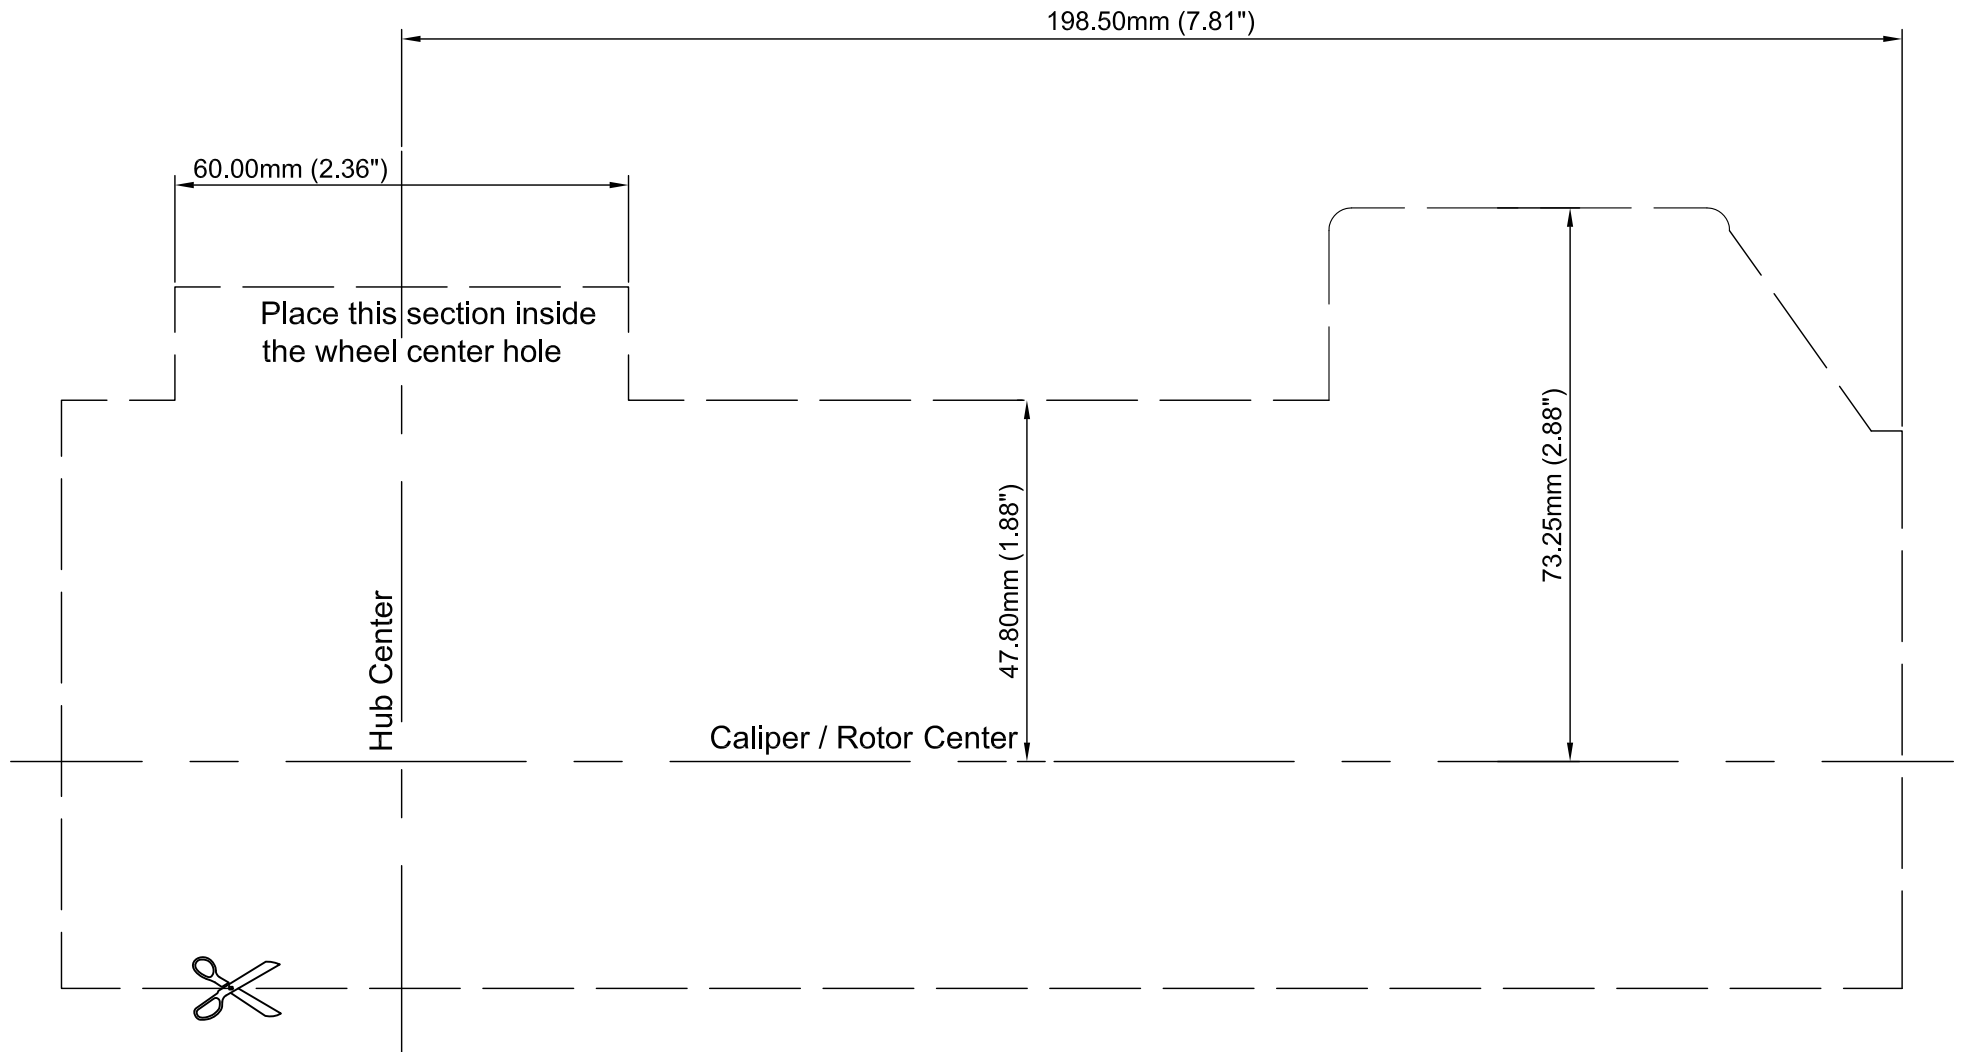 198.50mm (7.81")
60.00mm (2.36")
Place this section inside
the wheel center hole
73.25mm (2.88")
47.80mm (1.88")
Hub Center
Caliper / Rotor Center